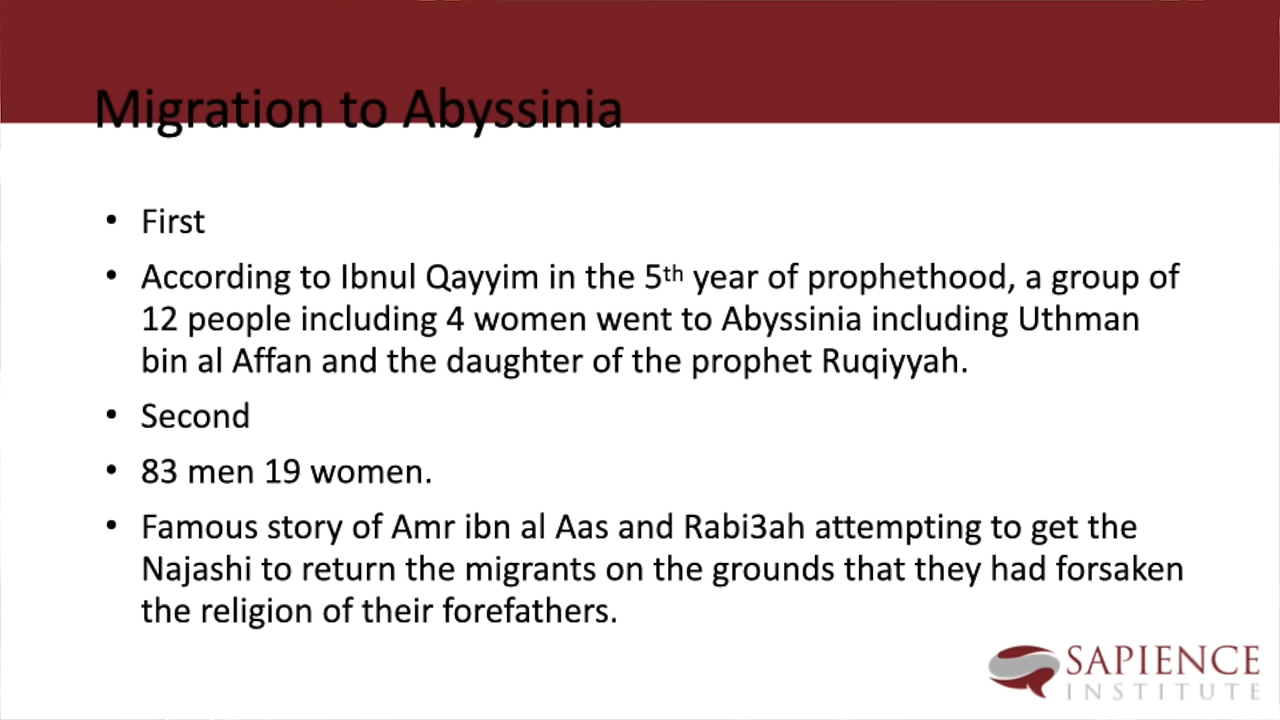 Migration to Abyssinia
• First
• According to Ibnul Qayyim in the 5th year of prophethood, a group of
12 people including 4 women went to Abyssinia including Uthman
bin al Affan and the daughter of the prophet Ruqiyyah.
• Second
• 83 men 19 women.
• Famous story of Amr ibn al Aas and Rabi3ah attempting to get the
Najashi to return the migrants on the grounds that they had forsaken
the religion of their forefathers.
SAPIENCE
INSTITUTE